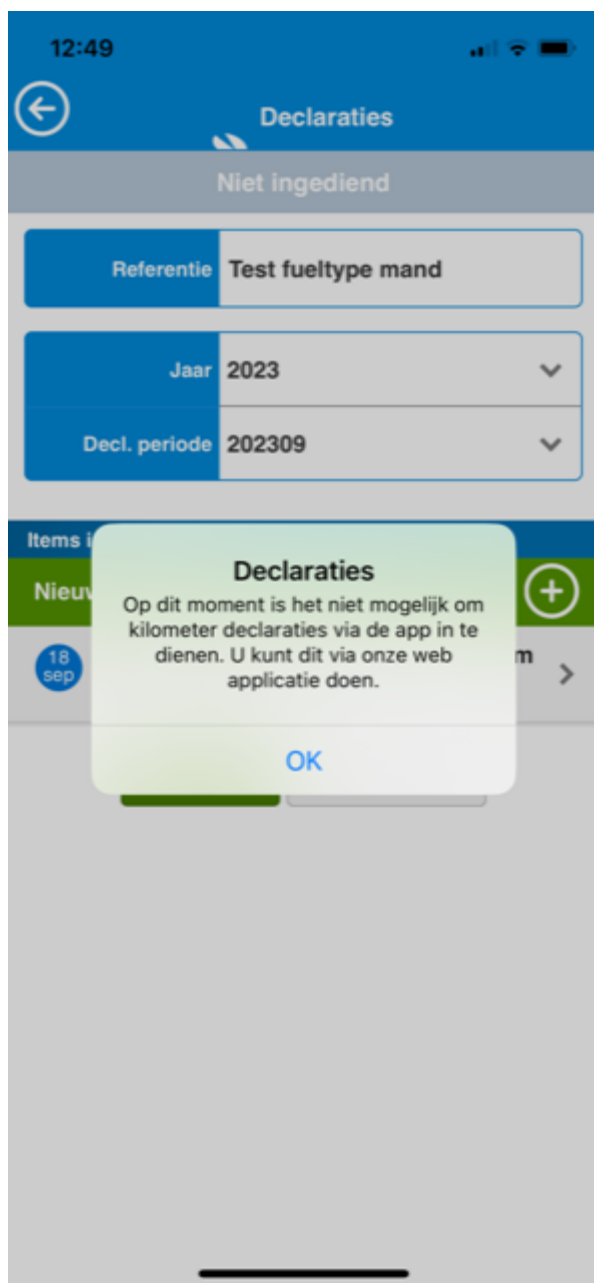 12:49
Declaraties
Niet ingediend
Referentie Test fueltype mand
Jaar 2023
Decl. periode 202309
Items
Declaraties
Op dit moment is het niet mogelijk om
kilometer declaraties via de app in te
dienen. U kunt dit via onze web
applicatie doen.
18
sep
OK